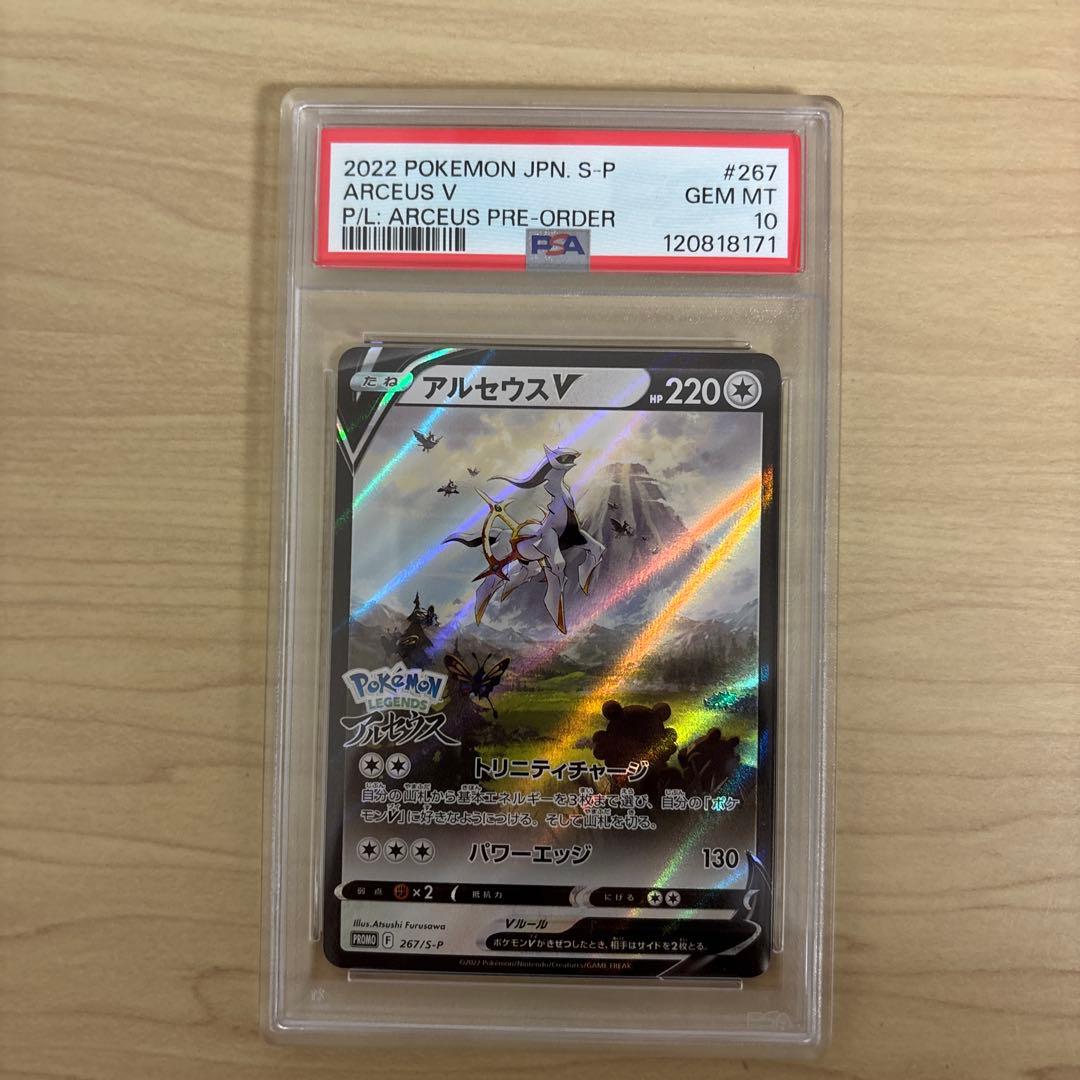 2022 POKEMON JPN. S-P #267
ARCEUS V GEM MT
P/L: ARCEUS PRE-ORDER 10
PSA 120818171
たね アルセウスV HP 220
Pokémon
LEGENDS
アルセウス
トリニティチャージ
自分の山札から基本エネルギーを3枚まで選び、自分の「ポケ
モンV」に好きなようにつける。そして山札を切る。
パワーエッジ 130
弱点 ×2 抵抗力 にげる
Illus.Atsushi Furusawa
Vルール
PROMO F 267/S-P
ポケモンVがきぜつしたとき、相手はサイドを2枚とる。
©2022 Pokémon/Nintendo/Creatures/GAME FREAK